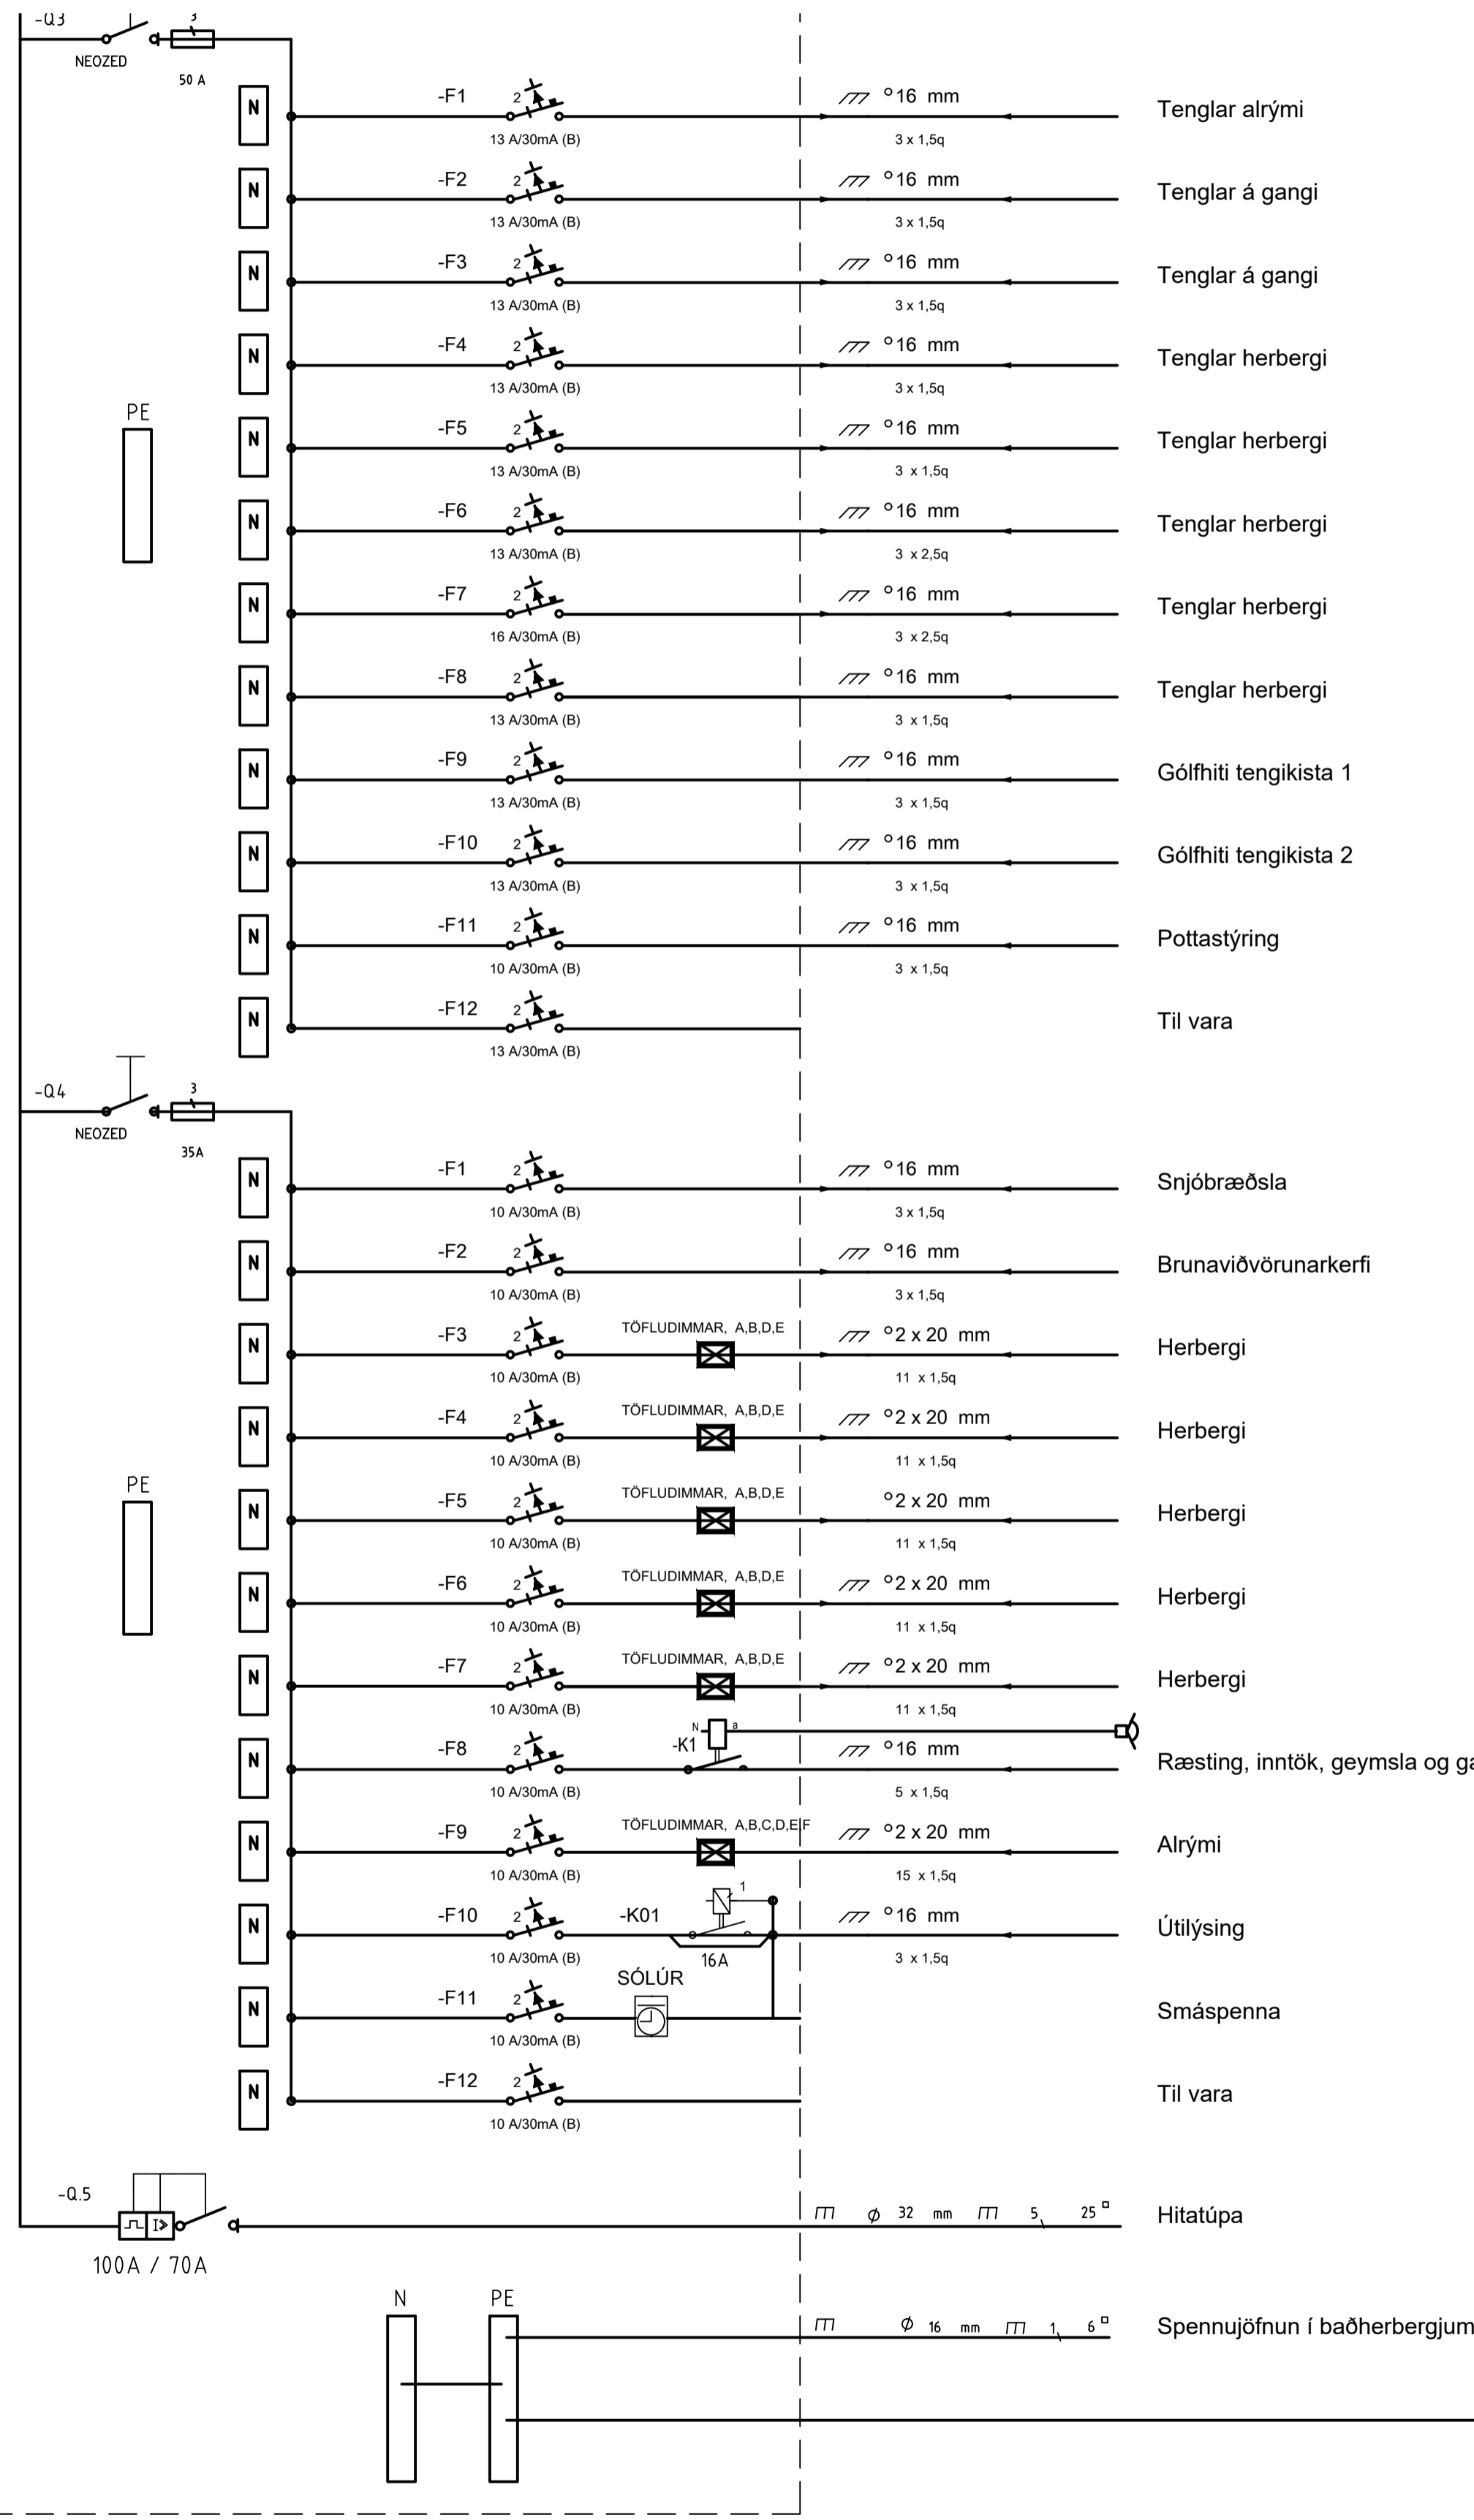 -Q3
3
NEOZED
50 A
N -F1 2 °16 mm Tenglar alrými
13 A/30mA (B) 3 x 1,5q
N -F2 2 °16 mm Tenglar á gangi
13 A/30mA (B) 3 x 1,5q
N -F3 2 °16 mm Tenglar á gangi
13 A/30mA (B) 3 x 1,5q
N -F4 2 °16 mm Tenglar herbergi
13 A/30mA (B) 3 x 1,5q
PE
N -F5 2 °16 mm Tenglar herbergi
13 A/30mA (B) 3 x 1,5q
N -F6 2 °16 mm Tenglar herbergi
13 A/30mA (B) 3 x 2,5q
N -F7 2 °16 mm Tenglar herbergi
16 A/30mA (B) 3 x 2,5q
N -F8 2 °16 mm Tenglar herbergi
13 A/30mA (B) 3 x 1,5q
N -F9 2 °16 mm Gólfhiti tengikista 1
13 A/30mA (B) 3 x 1,5q
N -F10 2 °16 mm Gólfhiti tengikista 2
13 A/30mA (B) 3 x 1,5q
N -F11 2 °16 mm Pottastýring
10 A/30mA (B) 3 x 1,5q
N -F12 2 Til vara
13 A/30mA (B)
-Q4 3
NEOZED
35A
N -F1 2 °16 mm Snjóbræðsla
10 A/30mA (B) 3 x 1,5q
N -F2 2 °16 mm Brunaviðvörunarkerfi
10 A/30mA (B) 3 x 1,5q
N -F3 2 TÖFLUDIMMAR, A,B,D,E °2 x 20 mm Herbergi
10 A/30mA (B) 11 x 1,5q
N -F4 2 TÖFLUDIMMAR, A,B,D,E °2 x 20 mm Herbergi
10 A/30mA (B) 11 x 1,5q
PE
N -F5 2 TÖFLUDIMMAR, A,B,D,E °2 x 20 mm Herbergi
10 A/30mA (B) 11 x 1,5q
N -F6 2 TÖFLUDIMMAR, A,B,D,E °2 x 20 mm Herbergi
10 A/30mA (B) 11 x 1,5q
N -F7 2 TÖFLUDIMMAR, A,B,D,E °2 x 20 mm Herbergi
10 A/30mA (B) 11 x 1,5q
N a
N -F8 2 -K1 °16 mm Ræsting, inntök, geymsla og ga
10 A/30mA (B) 5 x 1,5q
N -F9 2 TÖFLUDIMMAR, A,B,C,D,E,F °2 x 20 mm Alrými
10 A/30mA (B) 15 x 1,5q
1
N -F10 2 -K01 °16 mm Útilýsing
10 A/30mA (B) 16A 3 x 1,5q
SÓLÚR
N -F11 2 Smáspenna
10 A/30mA (B)
N -F12 2 Til vara
10 A/30mA (B)
-Q.5
I> ϕ 32 mm 5 25 Hitatúpa
100A / 70A
N PE
ϕ 16 mm 1 6 Spennujöfnun í baðherbergjum